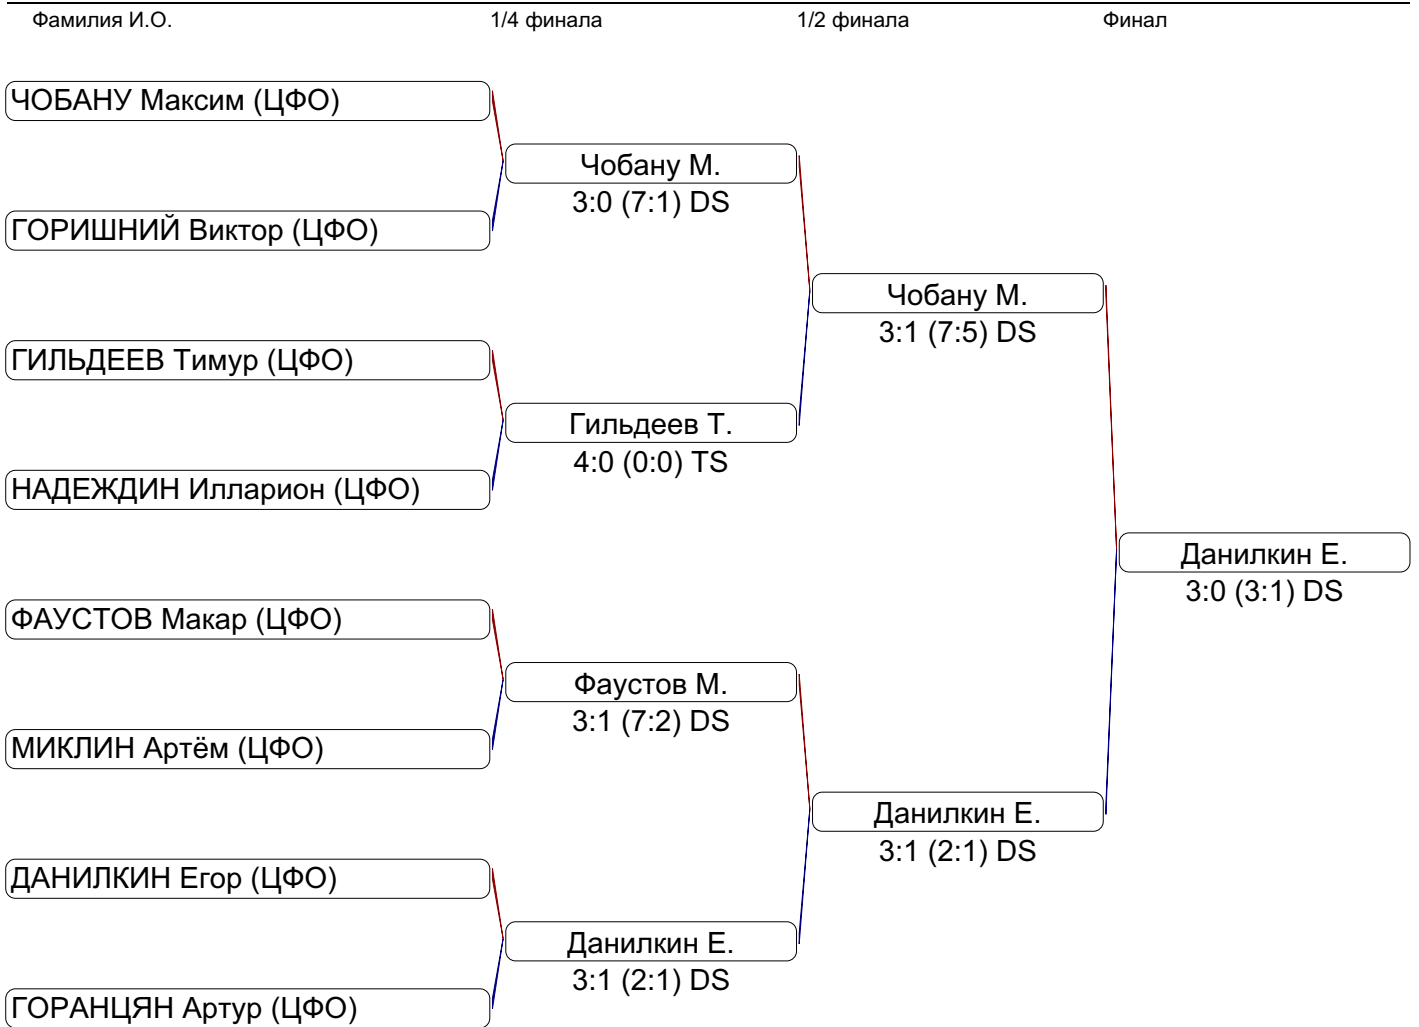 Фамилия И.О. 1/4 финала 1/2 финала Финал
ЧОБАНУ Максим (ЦФО)
Чобану М.
3:0 (7:1) DS
ГОРИШНИЙ Виктор (ЦФО)
Чобану М.
3:1 (7:5) DS
ГИЛЬДЕЕВ Тимур (ЦФО)
Гильдеев Т.
4:0 (0:0) TS
НАДЕЖДИН Илларион (ЦФО)
Данилкин Е.
3:0 (3:1) DS
ФАУСТОВ Макар (ЦФО)
Фаустов М.
3:1 (7:2) DS
МИКЛИН Артём (ЦФО)
Данилкин Е.
3:1 (2:1) DS
ДАНИЛКИН Егор (ЦФО)
Данилкин Е.
3:1 (2:1) DS
ГОРАНЦЯН Артур (ЦФО)